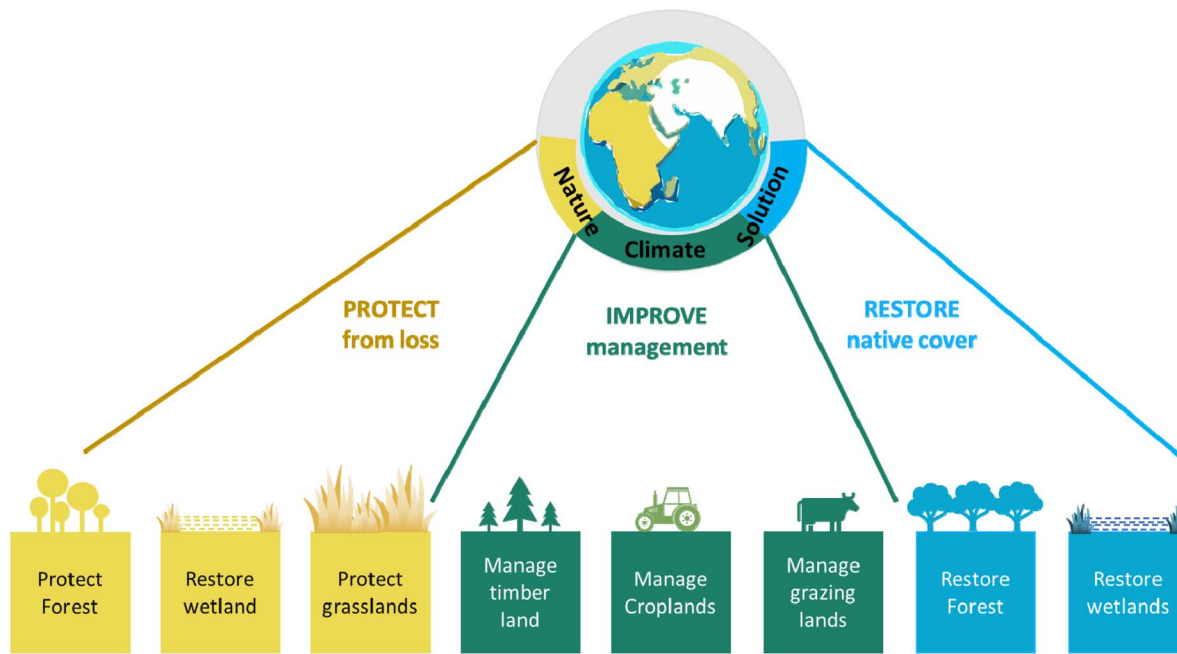 Nature
Climate
Solution
PROTECT
from loss
IMPROVE
management
RESTORE
native cover
Protect
Forest
Restore
wetland
Protect
grasslands
Manage
timber
land
Manage
Croplands
Manage
grazing
lands
Restore
Forest
Restore
wetlands